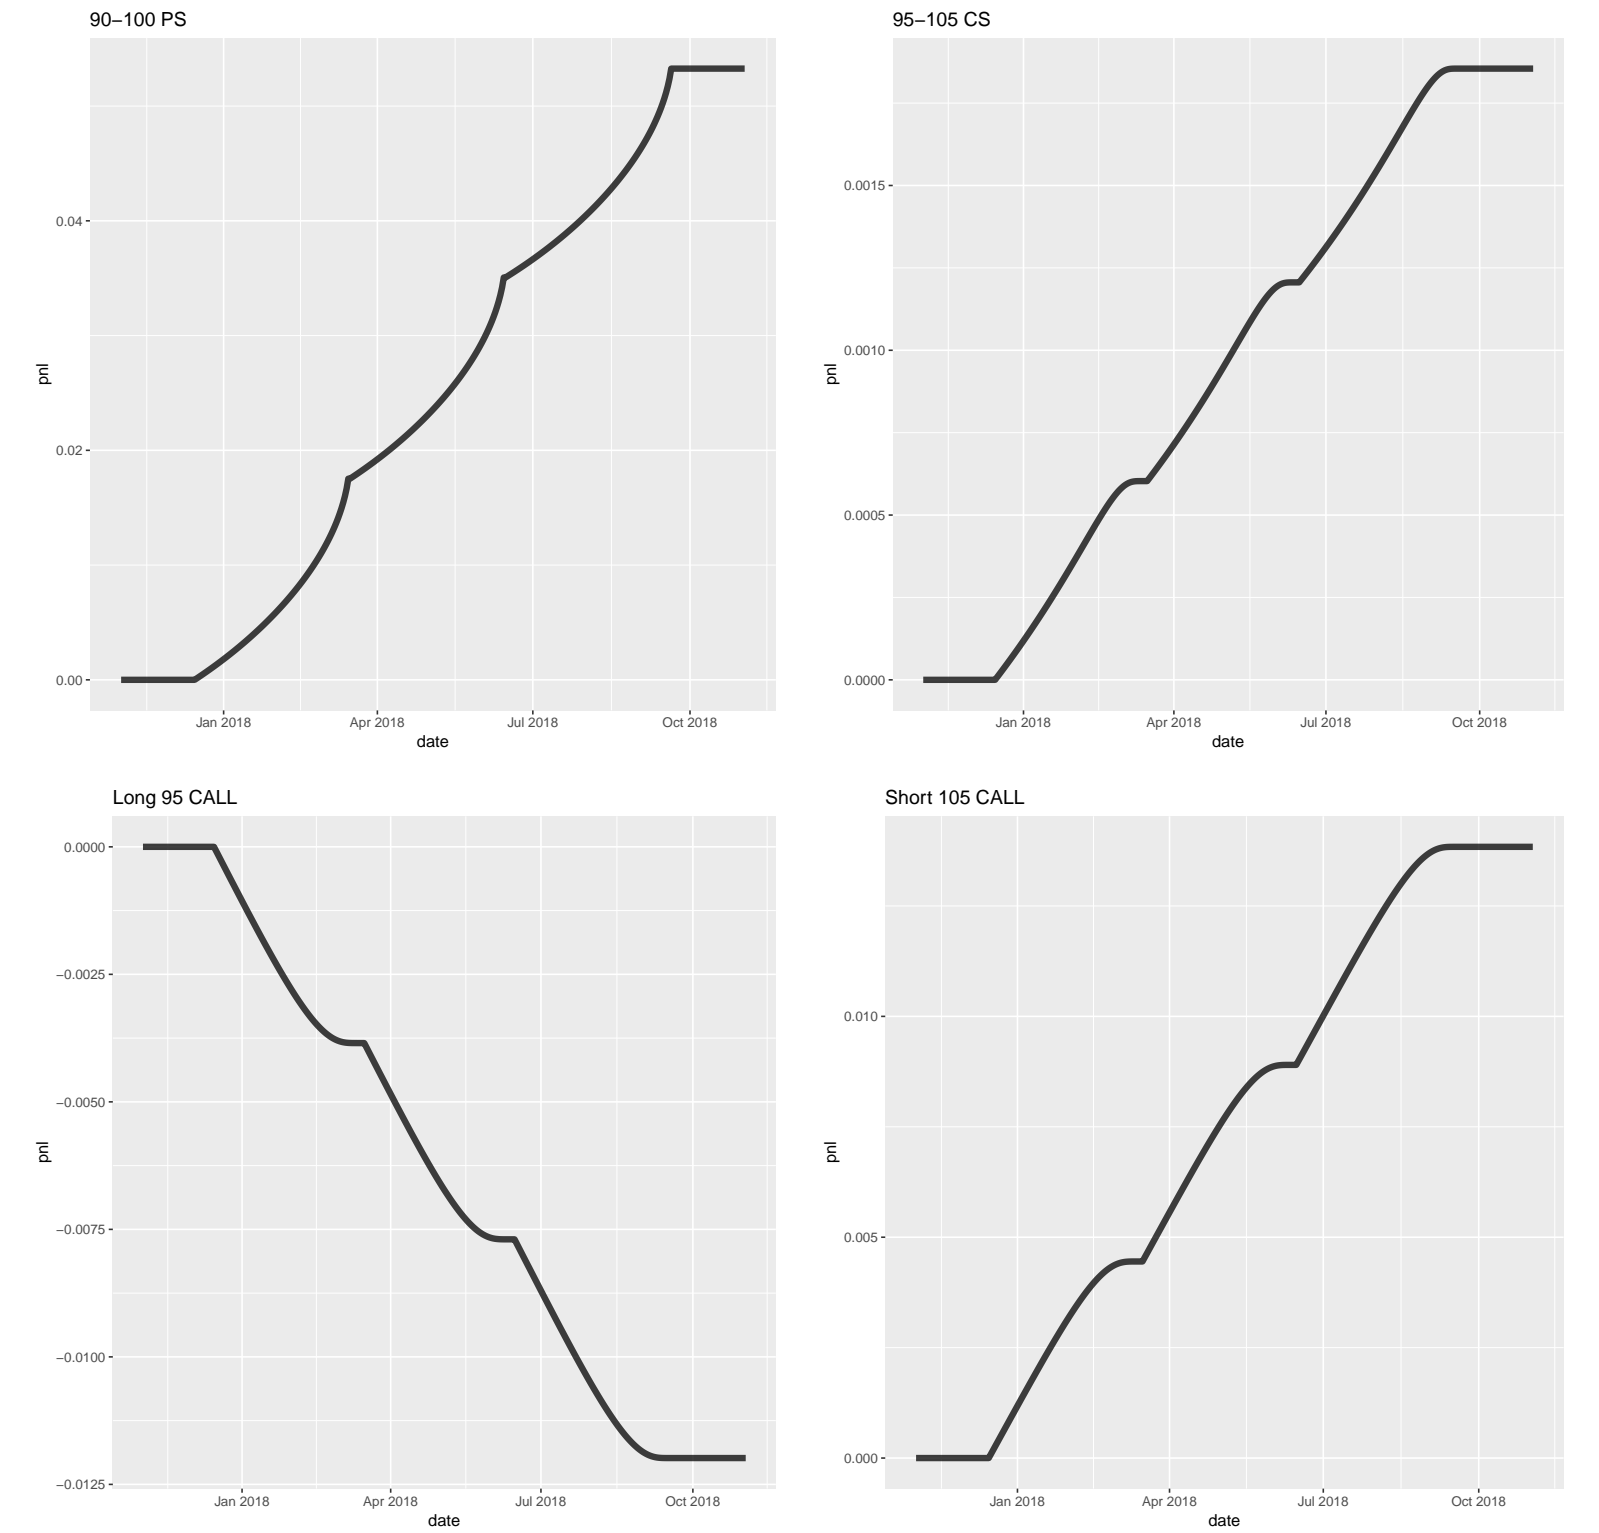 90–100 PS
pnl
0.04
0.02
0.00
Jan 2018 Apr 2018 Jul 2018 Oct 2018
date
95–105 CS
pnl
0.0015
0.0010
0.0005
0.0000
Jan 2018 Apr 2018 Jul 2018 Oct 2018
date
Long 95 CALL
pnl
0.0000
−0.0025
−0.0050
−0.0075
−0.0100
−0.0125
Jan 2018 Apr 2018 Jul 2018 Oct 2018
date
Short 105 CALL
pnl
0.010
0.005
0.000
Jan 2018 Apr 2018 Jul 2018 Oct 2018
date